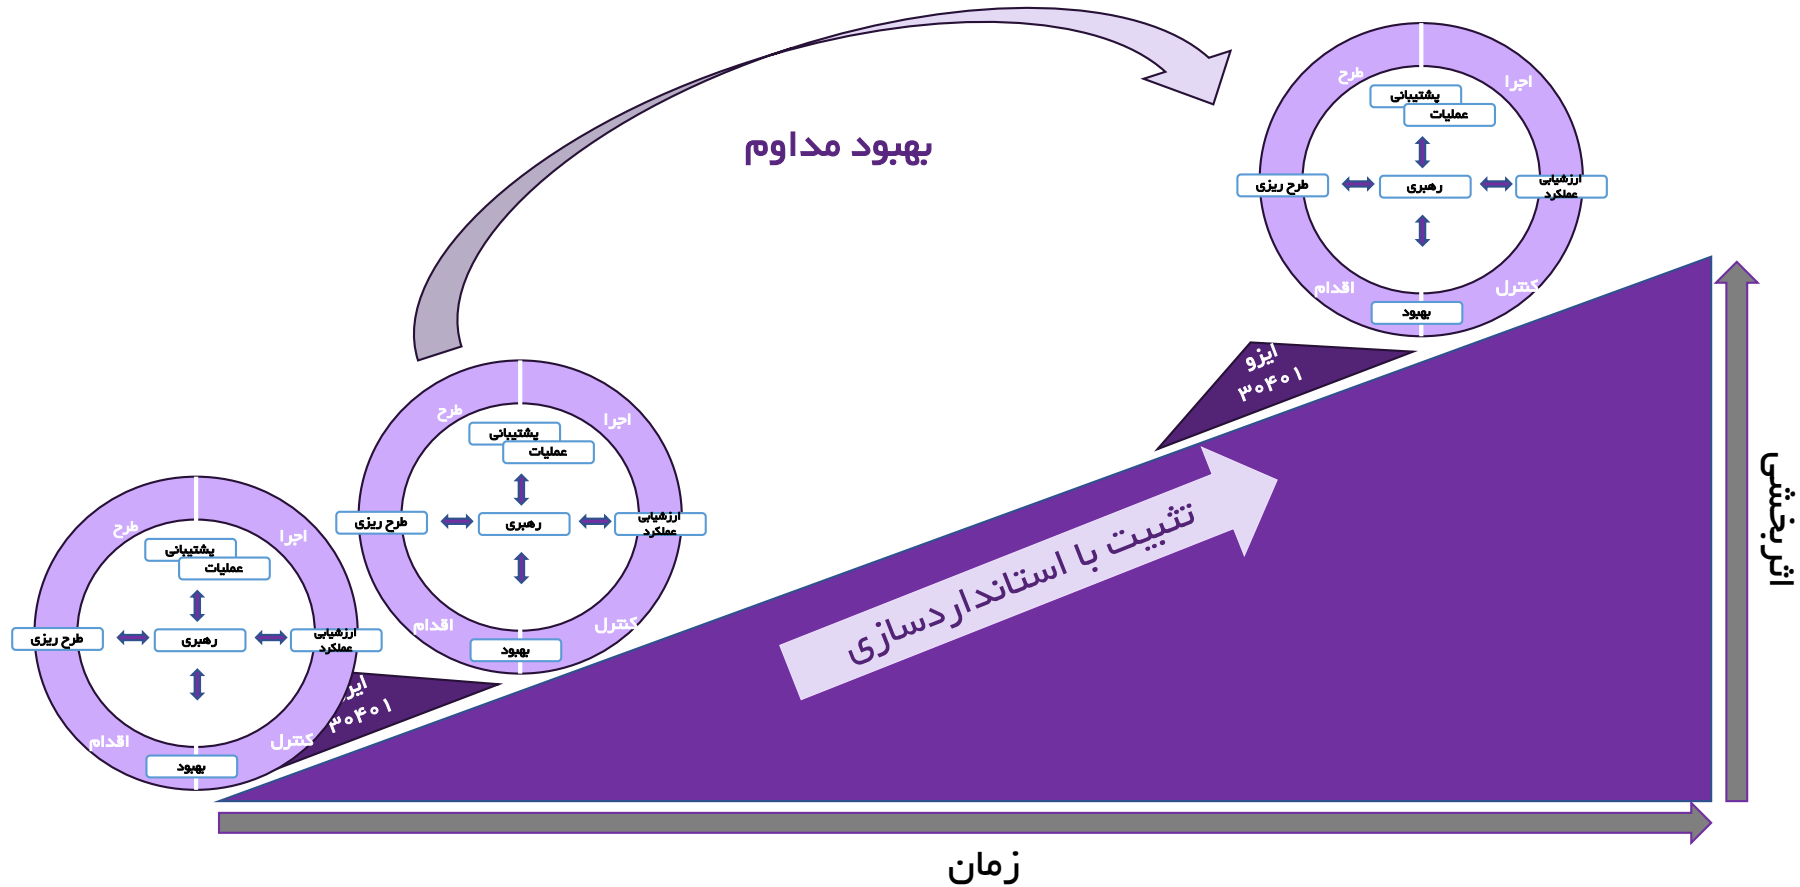 بهبود مداوم
طرح
اجرا
پشتیبانی
عملیات
طرح ریزی
رهبری
ارزشیابی
عملکرد
اقدام
کنترل
بهبود
ایزو
۳۰۴۰۱
طرح
اجرا
پشتیبانی
عملیات
طرح ریزی
رهبری
ارزشیابی
عملکرد
اقدام
کنترل
بهبود
طرح
اجرا
پشتیبانی
عملیات
طرح ریزی
رهبری
ارزشیابی
عملکرد
اقدام
کنترل
بهبود
۳۰۴۰۱
تثبیت با استانداردسازی
اثربخشی
زمان